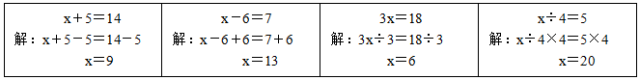 x+5=14
解：x+5-5=14-5
x=9
x-6=7
解：x-6+6=7+6
x=13
3x=18
解：3x÷3=18÷3
x=6
x÷4=5
解：x÷4×4=5×4
x=20